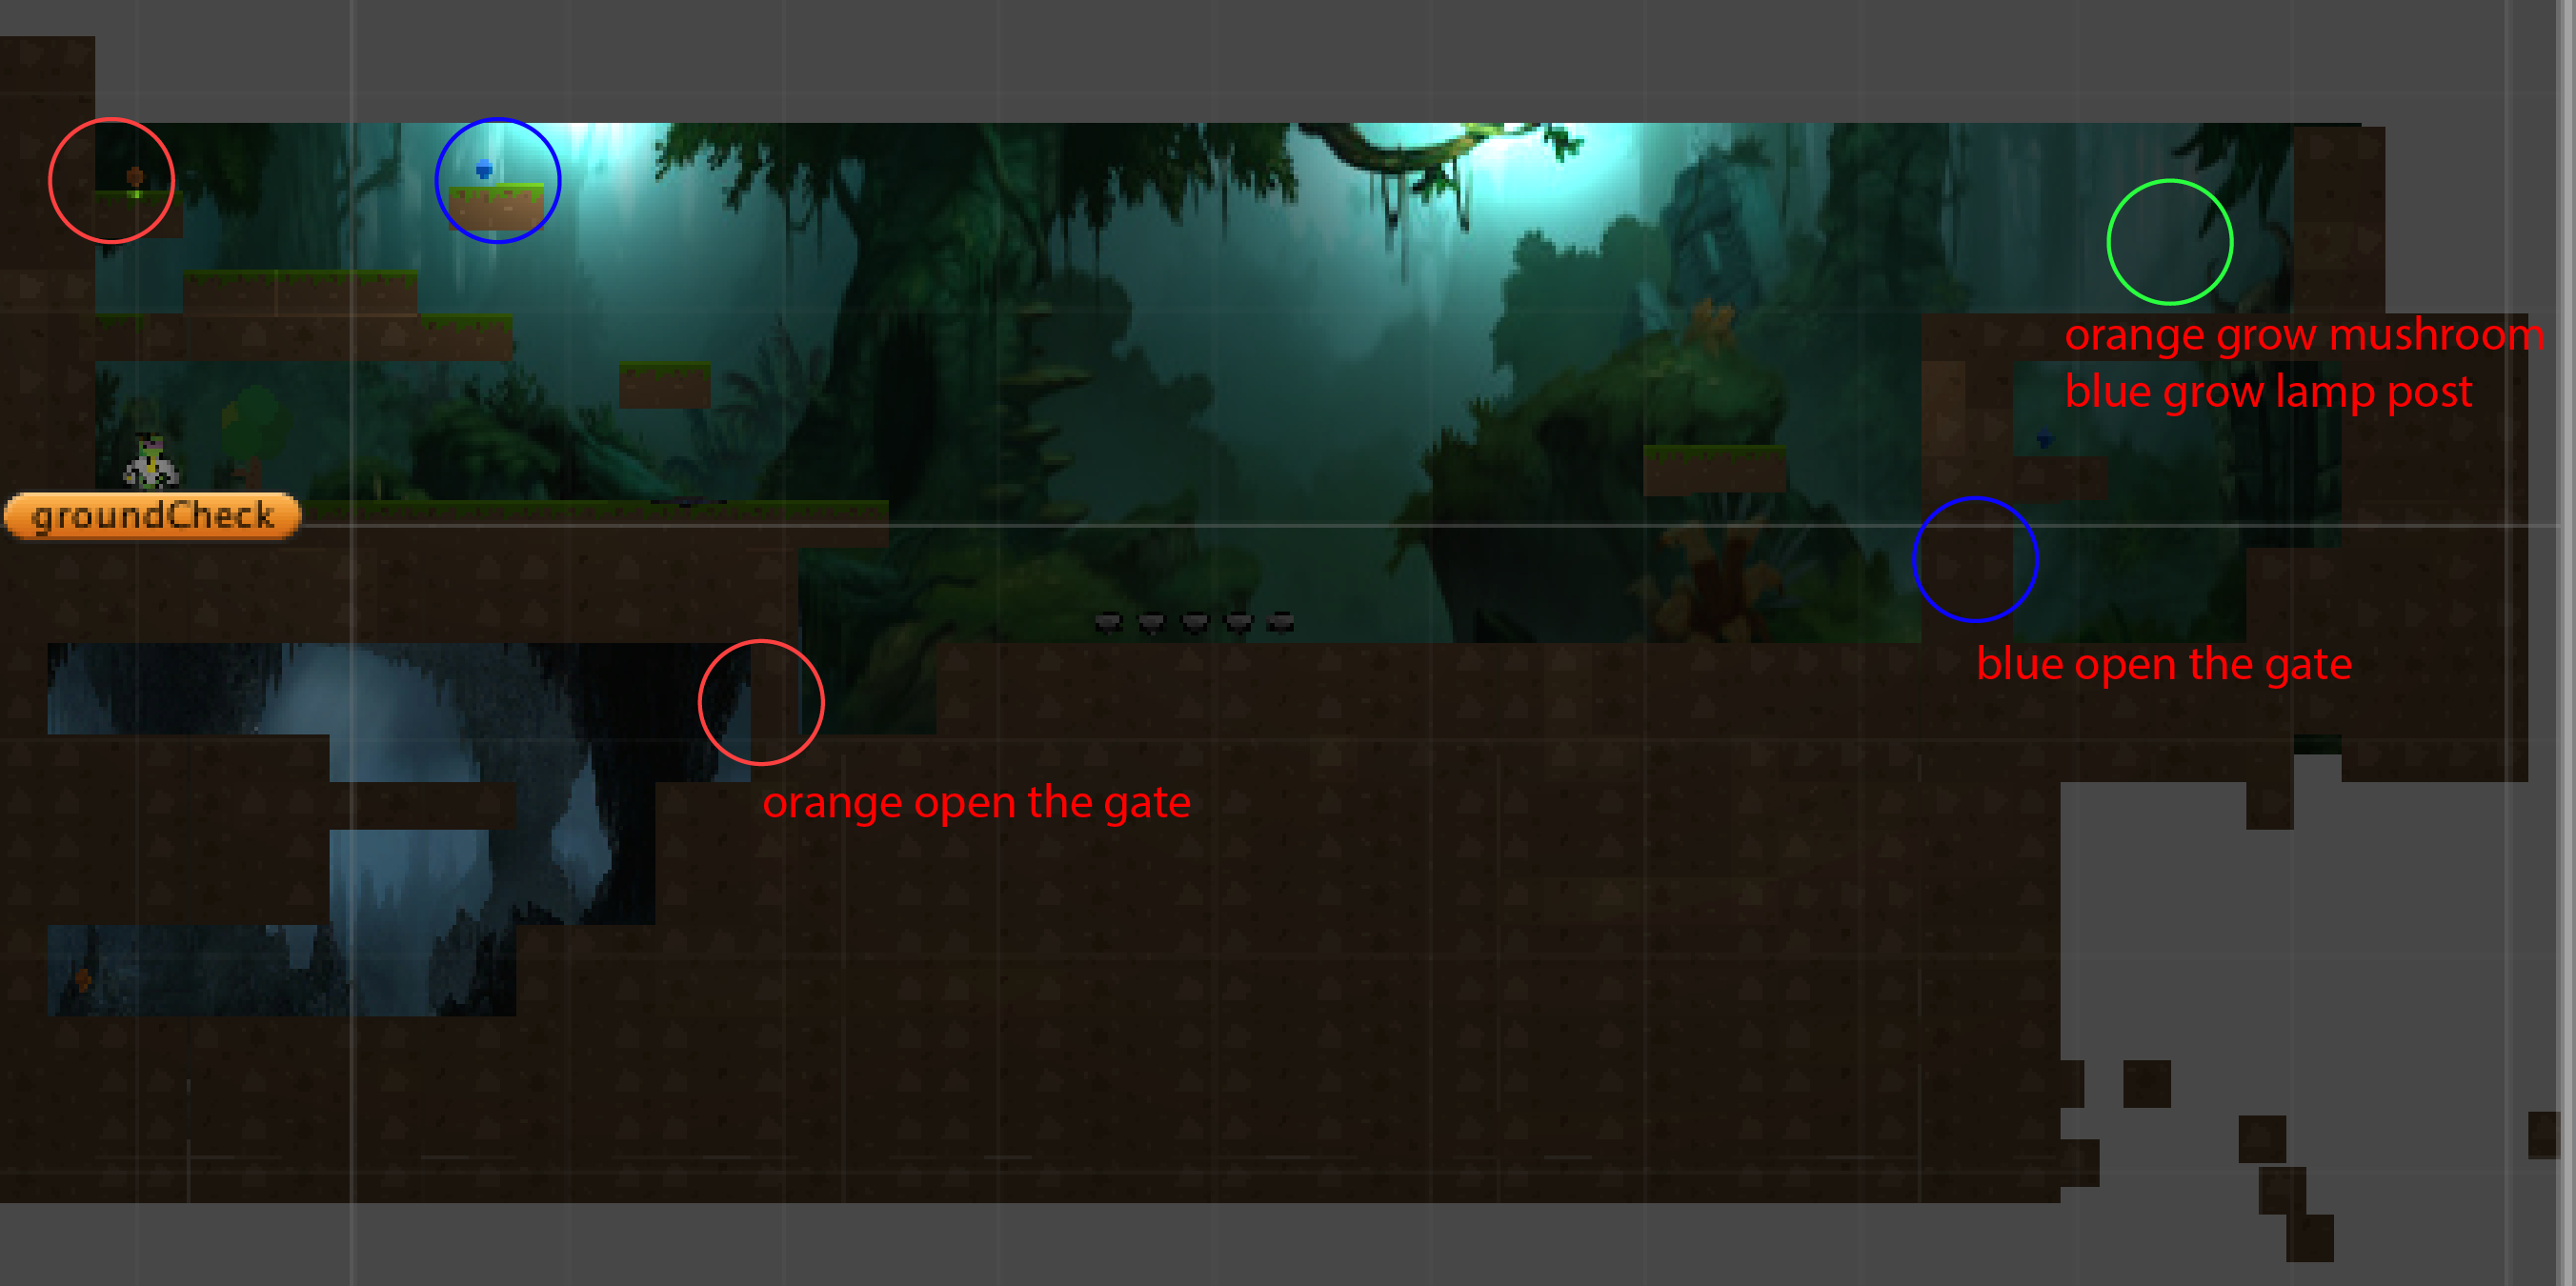 orange grow mushroom
blue grow lamp post
groundCheck
blue open the gate
orange open the gate